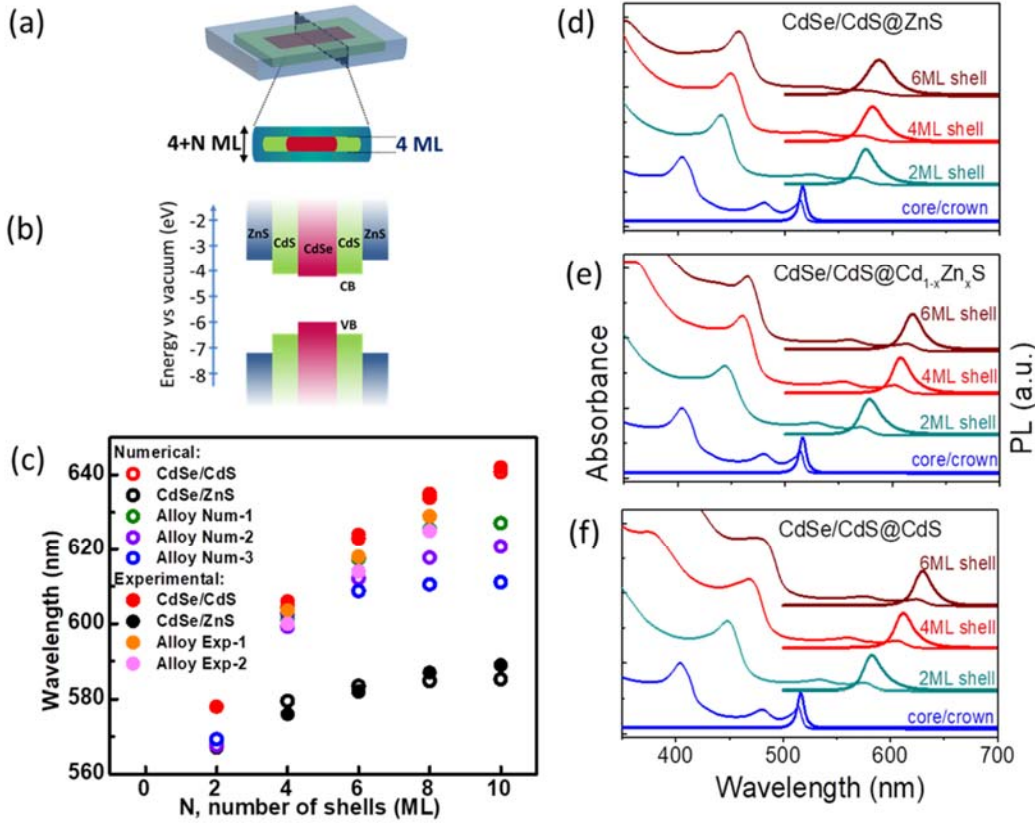 (a)
4+N ML
4 ML
(b)
Energy vs vacuum (eV)
-2
-3
-4
-5
-6
-7
-8
ZnS
CdS
CdSe
CdS
ZnS
CB
VB
(c)
Wavelength (nm)
640
620
600
580
560
Numerical:
CdSe/CdS
CdSe/ZnS
Alloy Num-1
Alloy Num-2
Alloy Num-3
Experimental:
CdSe/CdS
CdSe/ZnS
Alloy Exp-1
Alloy Exp-2
0 2 4 6 8 10
N, number of shells (ML)
(d)
CdSe/CdS@ZnS
6ML shell
4ML shell
2ML shell
core/crown
(e)
CdSe/CdS@Cd1-xZnxS
6ML shell
4ML shell
2ML shell
core/crown
Absorbance
PL (a.u.)
(f)
CdSe/CdS@CdS
6ML shell
4ML shell
2ML shell
core/crown
400 500 600 700
Wavelength (nm)